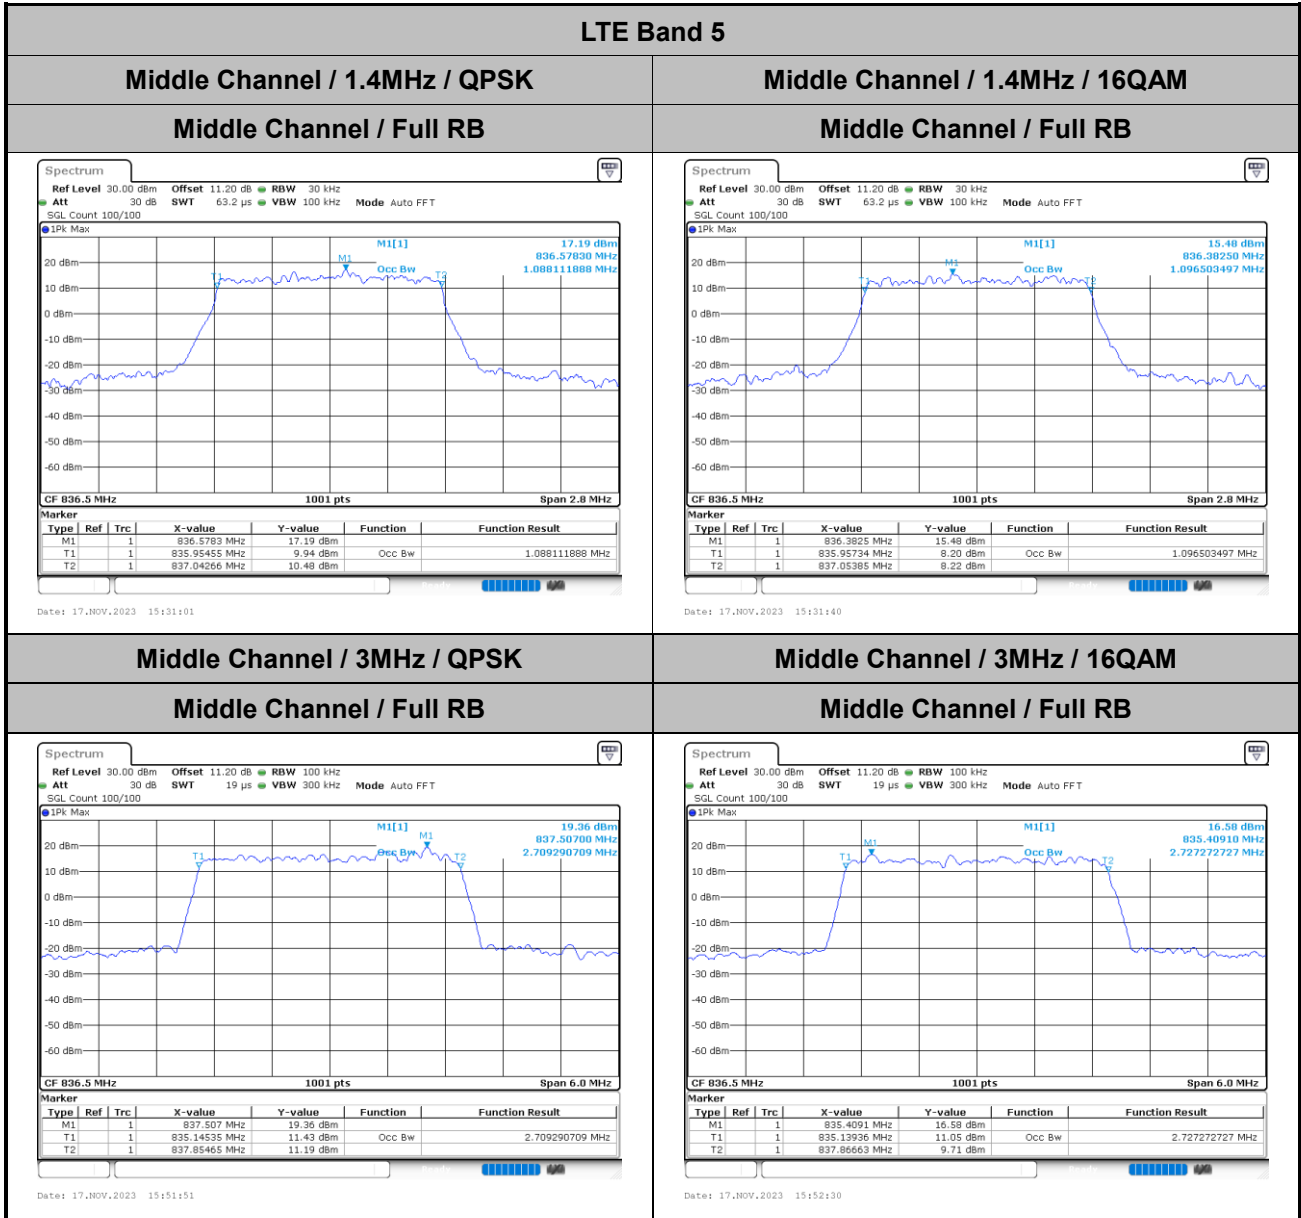 LTE Band 5
Middle Channel / 1.4MHz / QPSK
Middle Channel / 1.4MHz / 16QAM
Middle Channel / Full RB
Middle Channel / Full RB
Spectrum
Ref Level 30.00 dBm Offset 11.20 dB RBW 30 kHz
Att 30 dB SWT 63.2 µs VBW 100 kHz Mode Auto FFT
SGL Count 100/100
1Pk Max
M1[1] 17.19 dBm
836.57830 MHz
Occ Bw 1.088111888 MHz
M1
T1
T2
20 dBm
10 dBm
0 dBm
-10 dBm
-20 dBm
-30 dBm
-40 dBm
-50 dBm
-60 dBm
CF 836.5 MHz 1001 pts Span 2.8 MHz
Marker
Type Ref Trc X-value Y-value Function Function Result
M1 1 836.5783 MHz 17.19 dBm
T1 1 835.95455 MHz 9.94 dBm Occ Bw 1.088111888 MHz
T2 1 837.04266 MHz 10.48 dBm
Date: 17.NOV.2023 15:31:01
Spectrum
Ref Level 30.00 dBm Offset 11.20 dB RBW 30 kHz
Att 30 dB SWT 63.2 µs VBW 100 kHz Mode Auto FFT
SGL Count 100/100
1Pk Max
M1[1] 15.48 dBm
836.38250 MHz
Occ Bw 1.096503497 MHz
M1
T1
T2
20 dBm
10 dBm
0 dBm
-10 dBm
-20 dBm
-30 dBm
-40 dBm
-50 dBm
-60 dBm
CF 836.5 MHz 1001 pts Span 2.8 MHz
Marker
Type Ref Trc X-value Y-value Function Function Result
M1 1 836.3825 MHz 15.48 dBm
T1 1 835.95734 MHz 8.20 dBm Occ Bw 1.096503497 MHz
T2 1 837.05385 MHz 8.22 dBm
Date: 17.NOV.2023 15:31:40
Middle Channel / 3MHz / QPSK
Middle Channel / 3MHz / 16QAM
Middle Channel / Full RB
Middle Channel / Full RB
Spectrum
Ref Level 30.00 dBm Offset 11.20 dB RBW 100 kHz
Att 30 dB SWT 19 µs VBW 300 kHz Mode Auto FFT
SGL Count 100/100
1Pk Max
M1[1] 19.36 dBm
837.50700 MHz
Occ Bw 2.709290709 MHz
M1
T1
T2
20 dBm
10 dBm
0 dBm
-10 dBm
-20 dBm
-30 dBm
-40 dBm
-50 dBm
-60 dBm
CF 836.5 MHz 1001 pts Span 6.0 MHz
Marker
Type Ref Trc X-value Y-value Function Function Result
M1 1 837.507 MHz 19.36 dBm
T1 1 835.14535 MHz 11.43 dBm Occ Bw 2.709290709 MHz
T2 1 837.85465 MHz 11.19 dBm
Date: 17.NOV.2023 15:51:51
Spectrum
Ref Level 30.00 dBm Offset 11.20 dB RBW 100 kHz
Att 30 dB SWT 19 µs VBW 300 kHz Mode Auto FFT
SGL Count 100/100
1Pk Max
M1[1] 16.58 dBm
835.40910 MHz
Occ Bw 2.727272727 MHz
M1
T1
T2
20 dBm
10 dBm
0 dBm
-10 dBm
-20 dBm
-30 dBm
-40 dBm
-50 dBm
-60 dBm
CF 836.5 MHz 1001 pts Span 6.0 MHz
Marker
Type Ref Trc X-value Y-value Function Function Result
M1 1 835.4091 MHz 16.58 dBm
T1 1 835.13936 MHz 11.05 dBm Occ Bw 2.727272727 MHz
T2 1 837.86663 MHz 9.71 dBm
Date: 17.NOV.2023 15:52:30